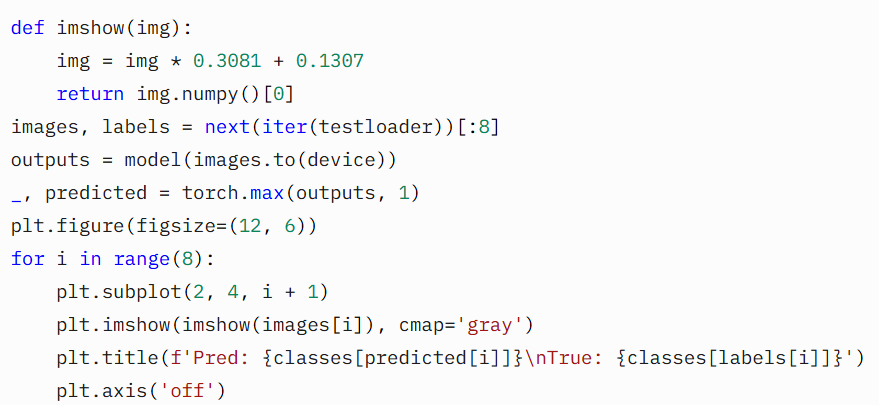 def imshow(img):
    img = img * 0.3081 + 0.1307
    return img.numpy()[0]
images, labels = next(iter(testloader))[:8]
outputs = model(images.to(device))
_, predicted = torch.max(outputs, 1)
plt.figure(figsize=(12, 6))
for i in range(8):
    plt.subplot(2, 4, i + 1)
    plt.imshow(imshow(images[i]), cmap='gray')
    plt.title(f'Pred: {classes[predicted[i]]}\nTrue: {classes[labels[i]]}')
    plt.axis('off')